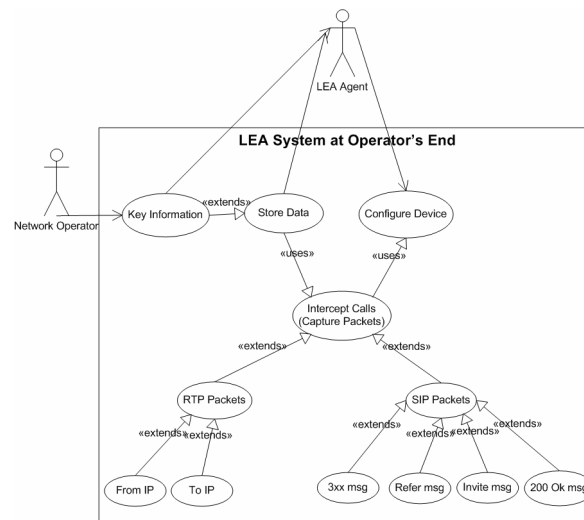 LEA Agent
LEA System at Operator's End
Network Operator
Key Information
«extends»
Store Data
Configure Device
«uses»
«uses»
Intercept Calls
(Capture Packets)
«extends»
«extends»
RTP Packets
SIP Packets
«extends»
«extends»
«extends»
«extends»
«extends»
«extends»
From IP
To IP
3xx msg
Refer msg
Invite msg
200 Ok msg